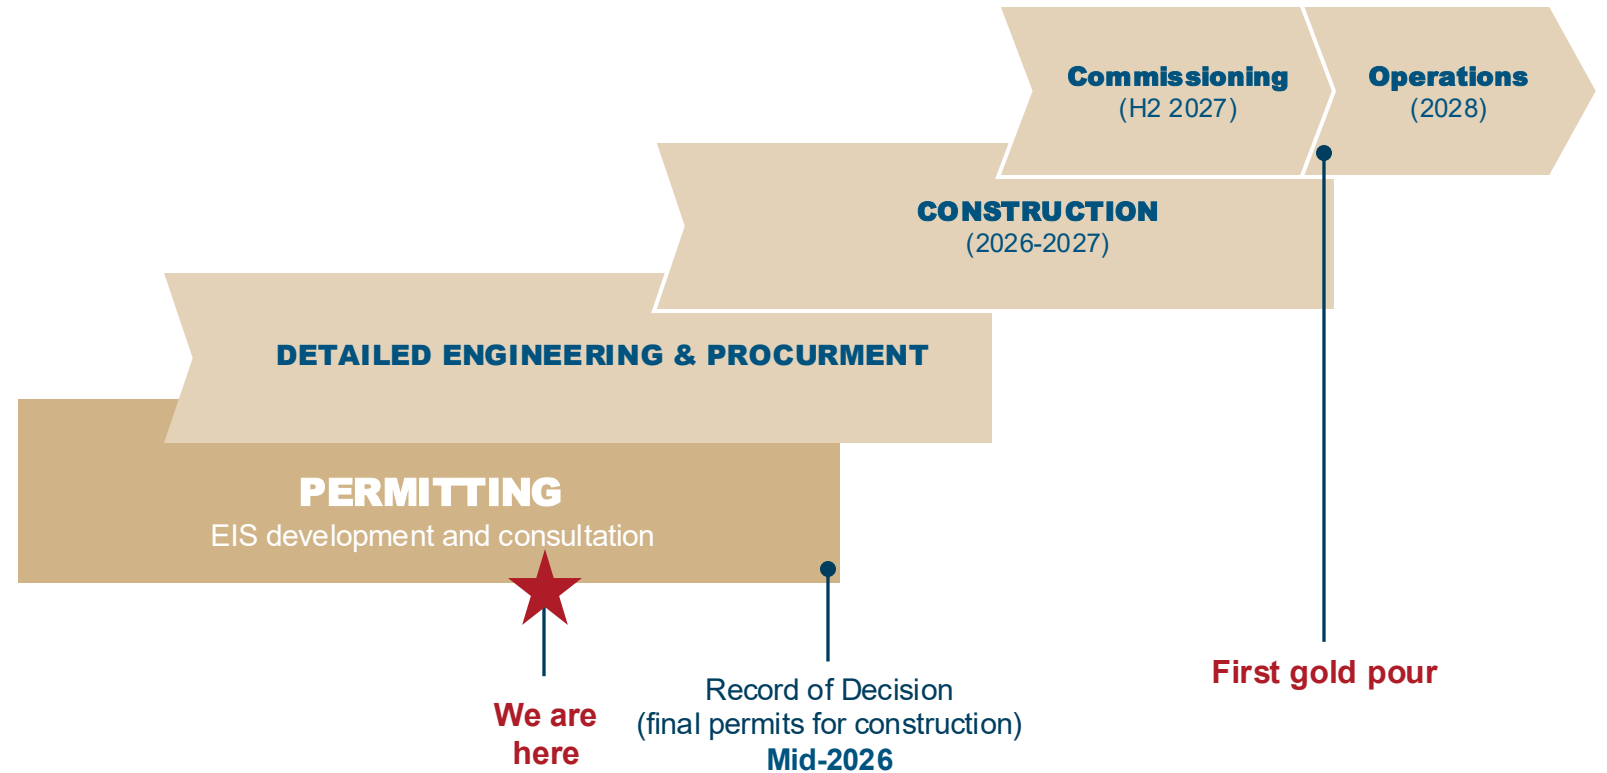 Commissioning
(H2 2027)
Operations
(2028)
CONSTRUCTION
(2026-2027)
DETAILED ENGINEERING & PROCURMENT
PERMITTING
EIS development and consultation
We are
here
Record of Decision
(final permits for construction)
Mid-2026
First gold pour